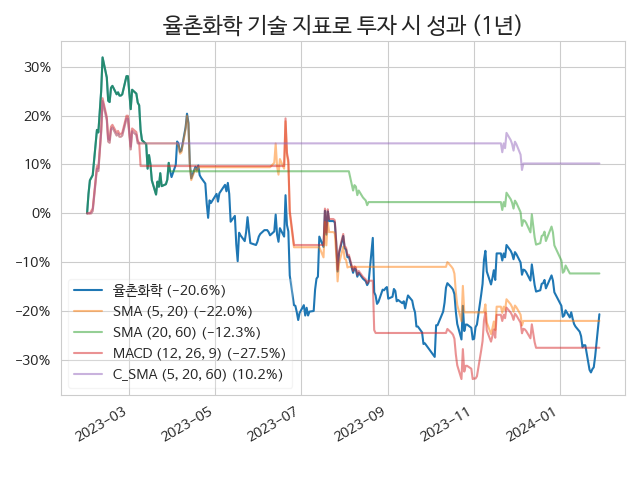 율촌화학 기술 지표로 투자 시 성과 (1년)
30%
20%
10%
0%
−10%
−20%
−30%
율촌화학 (−20.6%)
SMA (5, 20) (−22.0%)
SMA (20, 60) (−12.3%)
MACD (12, 26, 9) (−27.5%)
C_SMA (5, 20, 60) (10.2%)
2023−03
2023−05
2023−07
2023−09
2023−11
2024−01